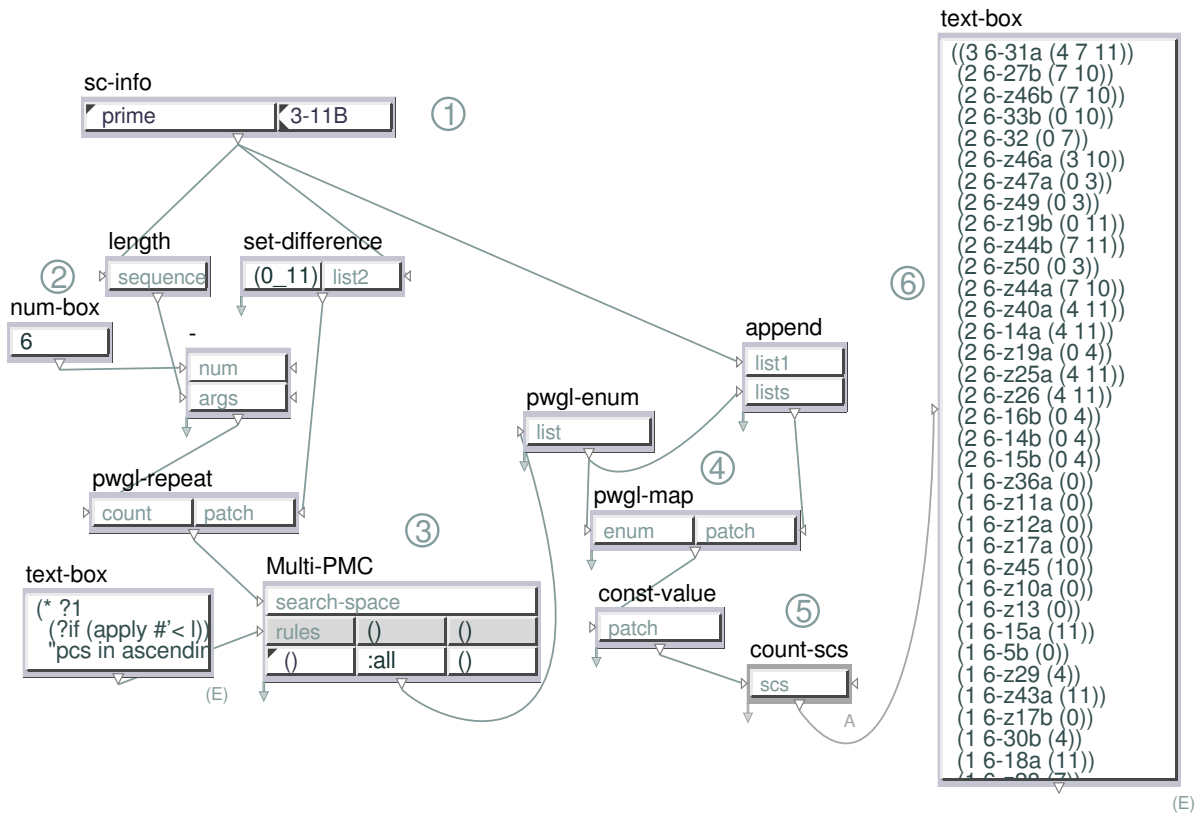 text-box
sc-info
prime
3-11B
①
length
set-difference
sequence
(0_11)
list2
②
num-box
6
-
num
args
append
list1
lists
pwgl-enum
list
④
pwgl-repeat
count
patch
pwgl-map
enum
patch
③
text-box
(* ?1
(?if (apply #'< l))
"pcs in ascendin
(E)
Multi-PMC
search-space
rules
()
()
()
:all
()
const-value
patch
⑤
count-scs
scs
A
⑥
((3 6-31a (4 7 11))
(2 6-27b (7 10))
(2 6-z46b (7 10))
(2 6-33b (0 10))
(2 6-32 (0 7))
(2 6-z46a (3 10))
(2 6-z47a (0 3))
(2 6-z49 (0 3))
(2 6-z19b (0 11))
(2 6-z44b (7 11))
(2 6-z50 (0 3))
(2 6-z44a (7 10))
(2 6-z40a (4 11))
(2 6-14a (4 11))
(2 6-z19a (0 4))
(2 6-z25a (4 11))
(2 6-z26 (4 11))
(2 6-16b (0 4))
(2 6-14b (0 4))
(2 6-15b (0 4))
(1 6-z36a (0))
(1 6-z11a (0))
(1 6-z12a (0))
(1 6-z17a (0))
(1 6-z45 (10))
(1 6-z10a (0))
(1 6-z13 (0))
(1 6-15a (11))
(1 6-5b (0))
(1 6-z29 (4))
(1 6-z43a (11))
(1 6-z17b (0))
(1 6-30b (4))
(1 6-18a (11))
(E)